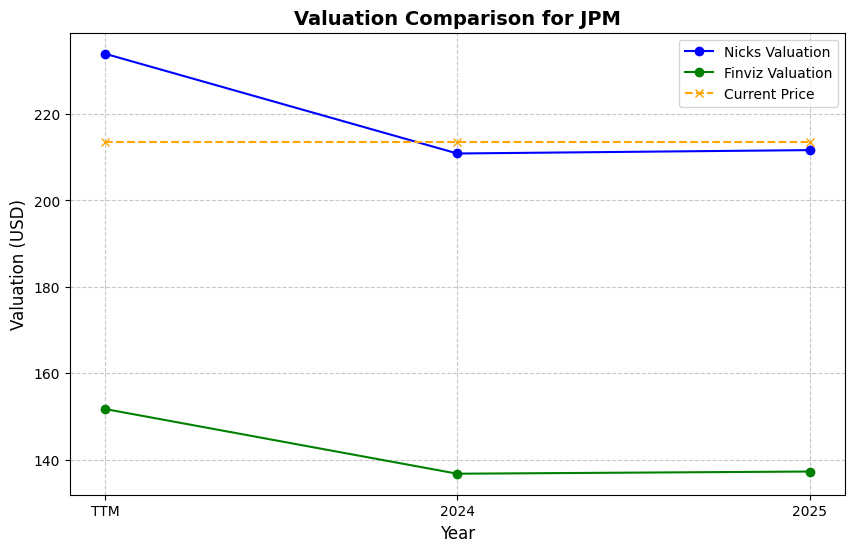 Valuation Comparison for JPM
Nicks Valuation
Finviz Valuation
Current Price
Valuation (USD)
220
200
180
160
140
TTM
2024
2025
Year